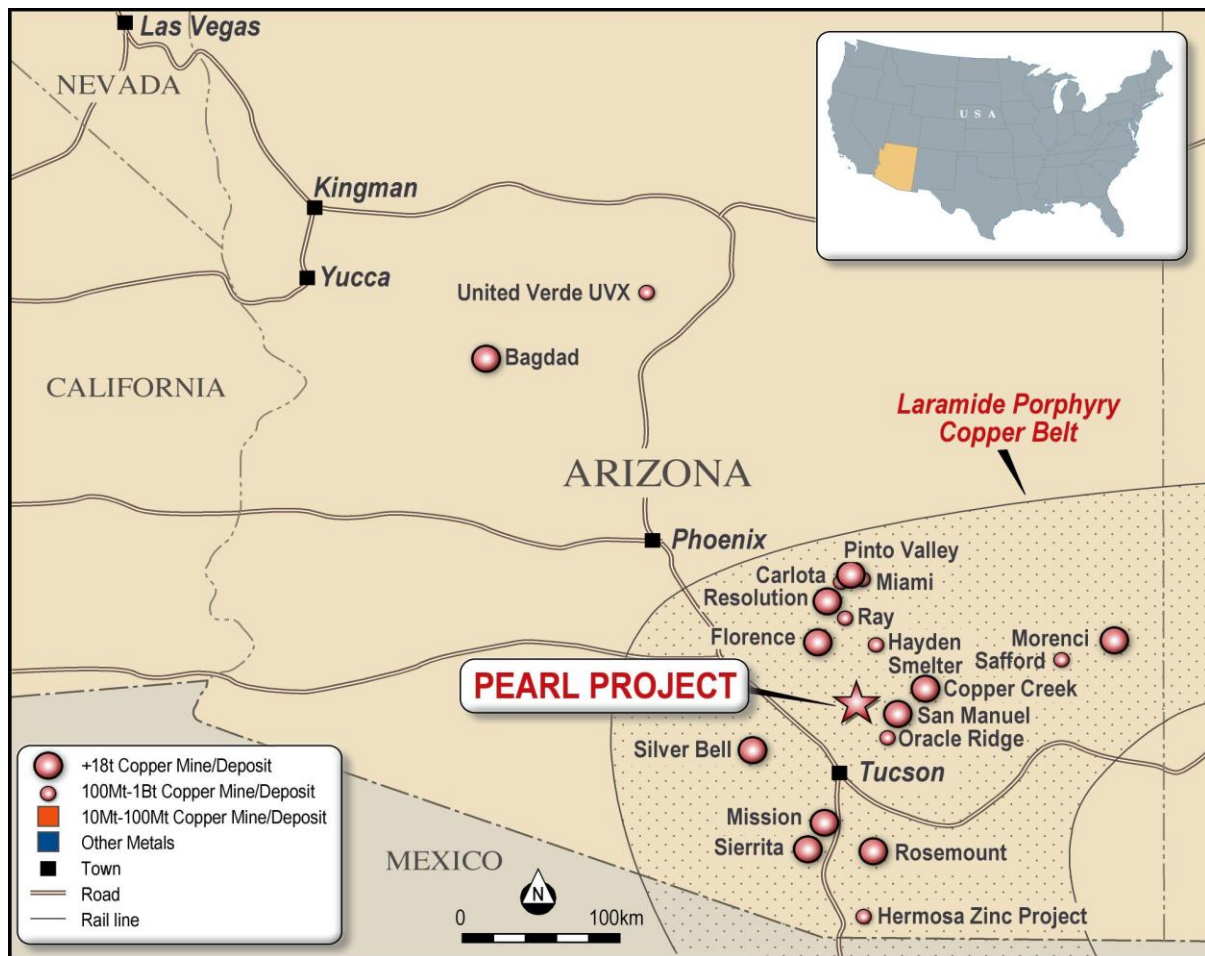 Las Vegas
NEVADA
USA
Kingman
Yucca
United Verde UVX
Bagdad
CALIFORNIA
Laramide Porphyry
Copper Belt
ARIZONA
Phoenix
Pinto Valley
Carlota
Miami
Resolution
Ray
Florence
Hayden
Smelter
Morenci
Safford
PEARL PROJECT
Copper Creek
San Manuel
Oracle Ridge
Silver Bell
Tucson
Mission
Sierrita
Rosemount
MEXICO
Hermosa Zinc Project
+18t Copper Mine/Deposit
100Mt-1Bt Copper Mine/Deposit
10Mt-100Mt Copper Mine/Deposit
Other Metals
Town
Road
Rail line
N
0 100km